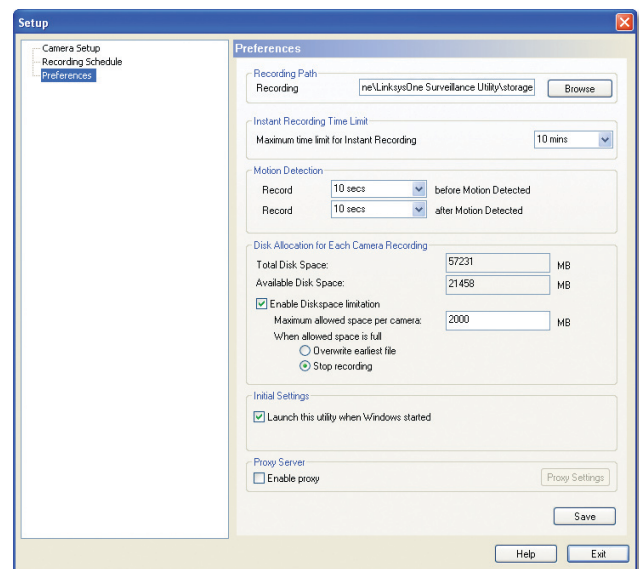 Setup
Camera Setup
Recording Schedule
Preferences
Preferences
Recording Path
Recording ne\LinksysOne Surveillance Utility\storage Browse
Instant Recording Time Limit
Maximum time limit for Instant Recording 10 mins
Motion Detection
Record 10 secs before Motion Detected
Record 10 secs after Motion Detected
Disk Allocation for Each Camera Recording
Total Disk Space: 57231 MB
Available Disk Space: 21458 MB
Enable Diskspace limitation
Maximum allowed space per camera: 2000 MB
When allowed space is full
Overwrite earliest file
Stop recording
Initial Settings
Launch this utility when Windows started
Proxy Server
Enable proxy Proxy Settings
Save
Help Exit